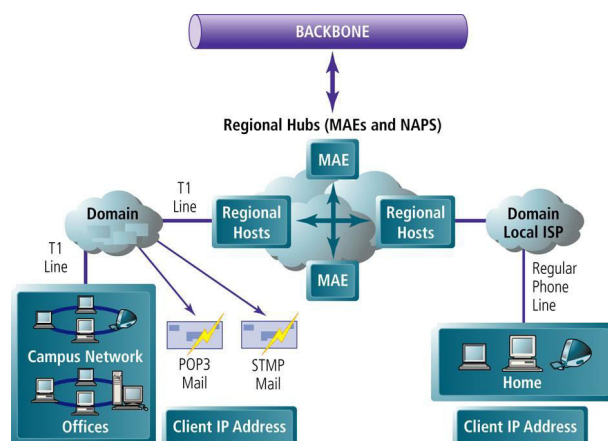 BACKBONE
Regional Hubs (MAEs and NAPS)
MAE
T1
Line
Domain
Regional
Hosts
Regional
Hosts
Domain
Local ISP
MAE
T1
Line
Regular
Phone
Line
Campus Network
Offices
POP3
Mail
STMP
Mail
Home
Client IP Address
Client IP Address